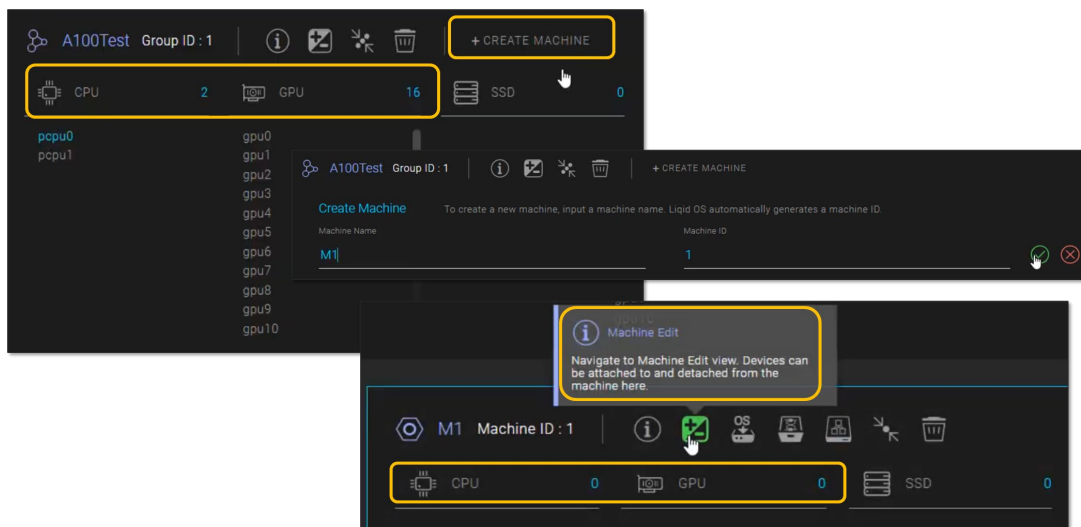 A100Test Group ID : 1
+ CREATE MACHINE
CPU 2 GPU 16 SSD 0
pcpu0
pcpu1
gpu0
gpu1
gpu2
gpu3
gpu4
gpu5
gpu6
gpu7
gpu8
gpu9
gpu10
A100Test Group ID : 1
+ CREATE MACHINE
Create Machine To create a new machine, input a machine name. Liqid OS automatically generates a machine ID.
Machine Name Machine ID
M1 1
Machine Edit
Navigate to Machine Edit view. Devices can
be attached to and detached from the
machine here.
M1 Machine ID : 1
OS
CPU 0 GPU 0 SSD 0